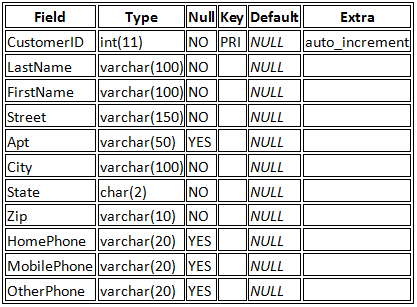 Field Type Null Key Default Extra
CustomerID int(11) NO PRI NULL auto_increment
LastName varchar(100) NO NULL
FirstName varchar(100) NO NULL
Street varchar(150) NO NULL
Apt varchar(50) YES NULL
City varchar(100) NO NULL
State char(2) NO NULL
Zip varchar(10) NO NULL
HomePhone varchar(20) YES NULL
MobilePhone varchar(20) YES NULL
OtherPhone varchar(20) YES NULL